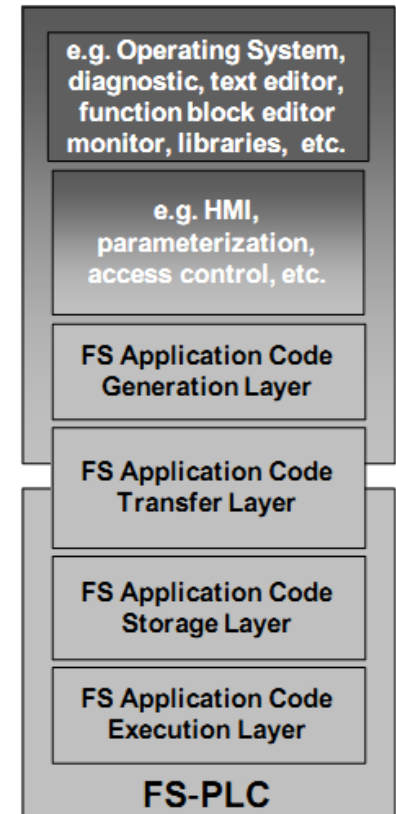 e.g. Operating System,
diagnostic, text editor,
function block editor
monitor, libraries,  etc.
e.g. HMI,
parameterization,
access control, etc.
FS Application Code
Generation Layer
FS Application Code
Transfer Layer
FS Application Code
Storage Layer
FS Application Code
Execution Layer
FS-PLC